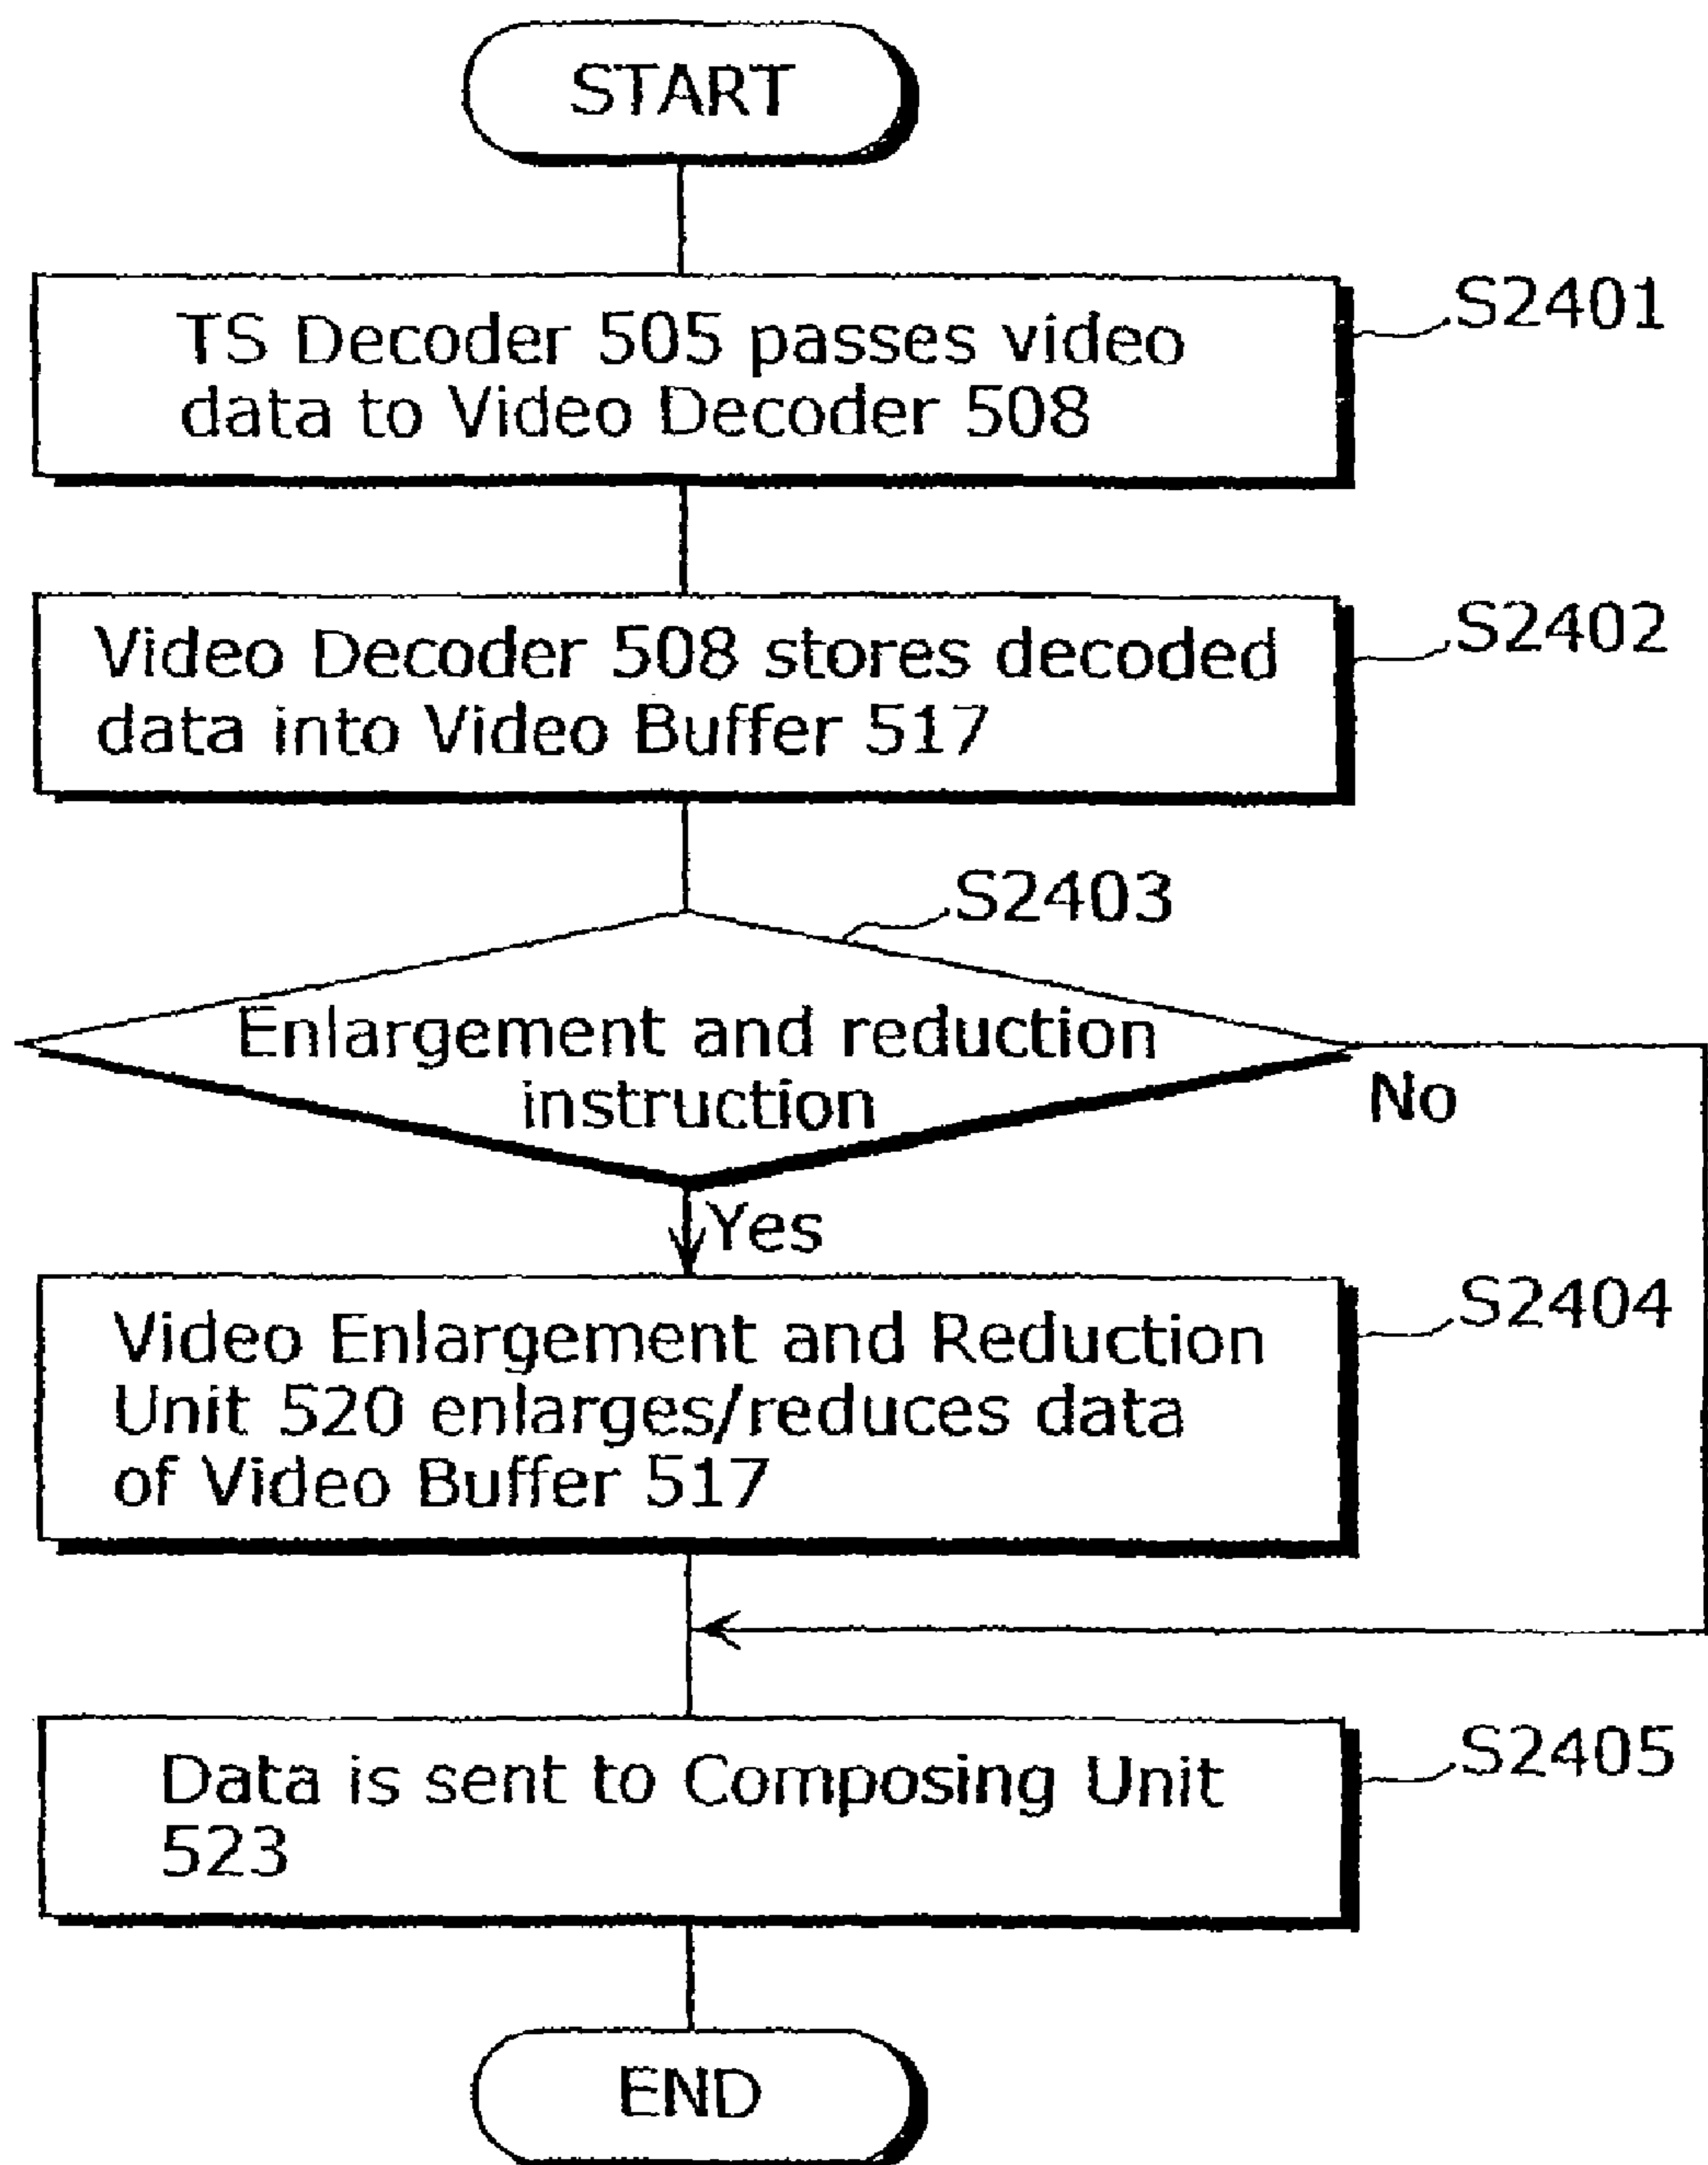 START
S2401
TS Decoder 505 passes video
data to Video Decoder 508
S2402
Video Decoder 508 stores decoded
data into Video Buffer 517
S2403
Enlargement and reduction
instruction
No
Yes
S2404
Video Enlargement and Reduction
Unit 520 enlarges/reduces data
of Video Buffer 517
S2405
Data is sent to Composing Unit
523
END